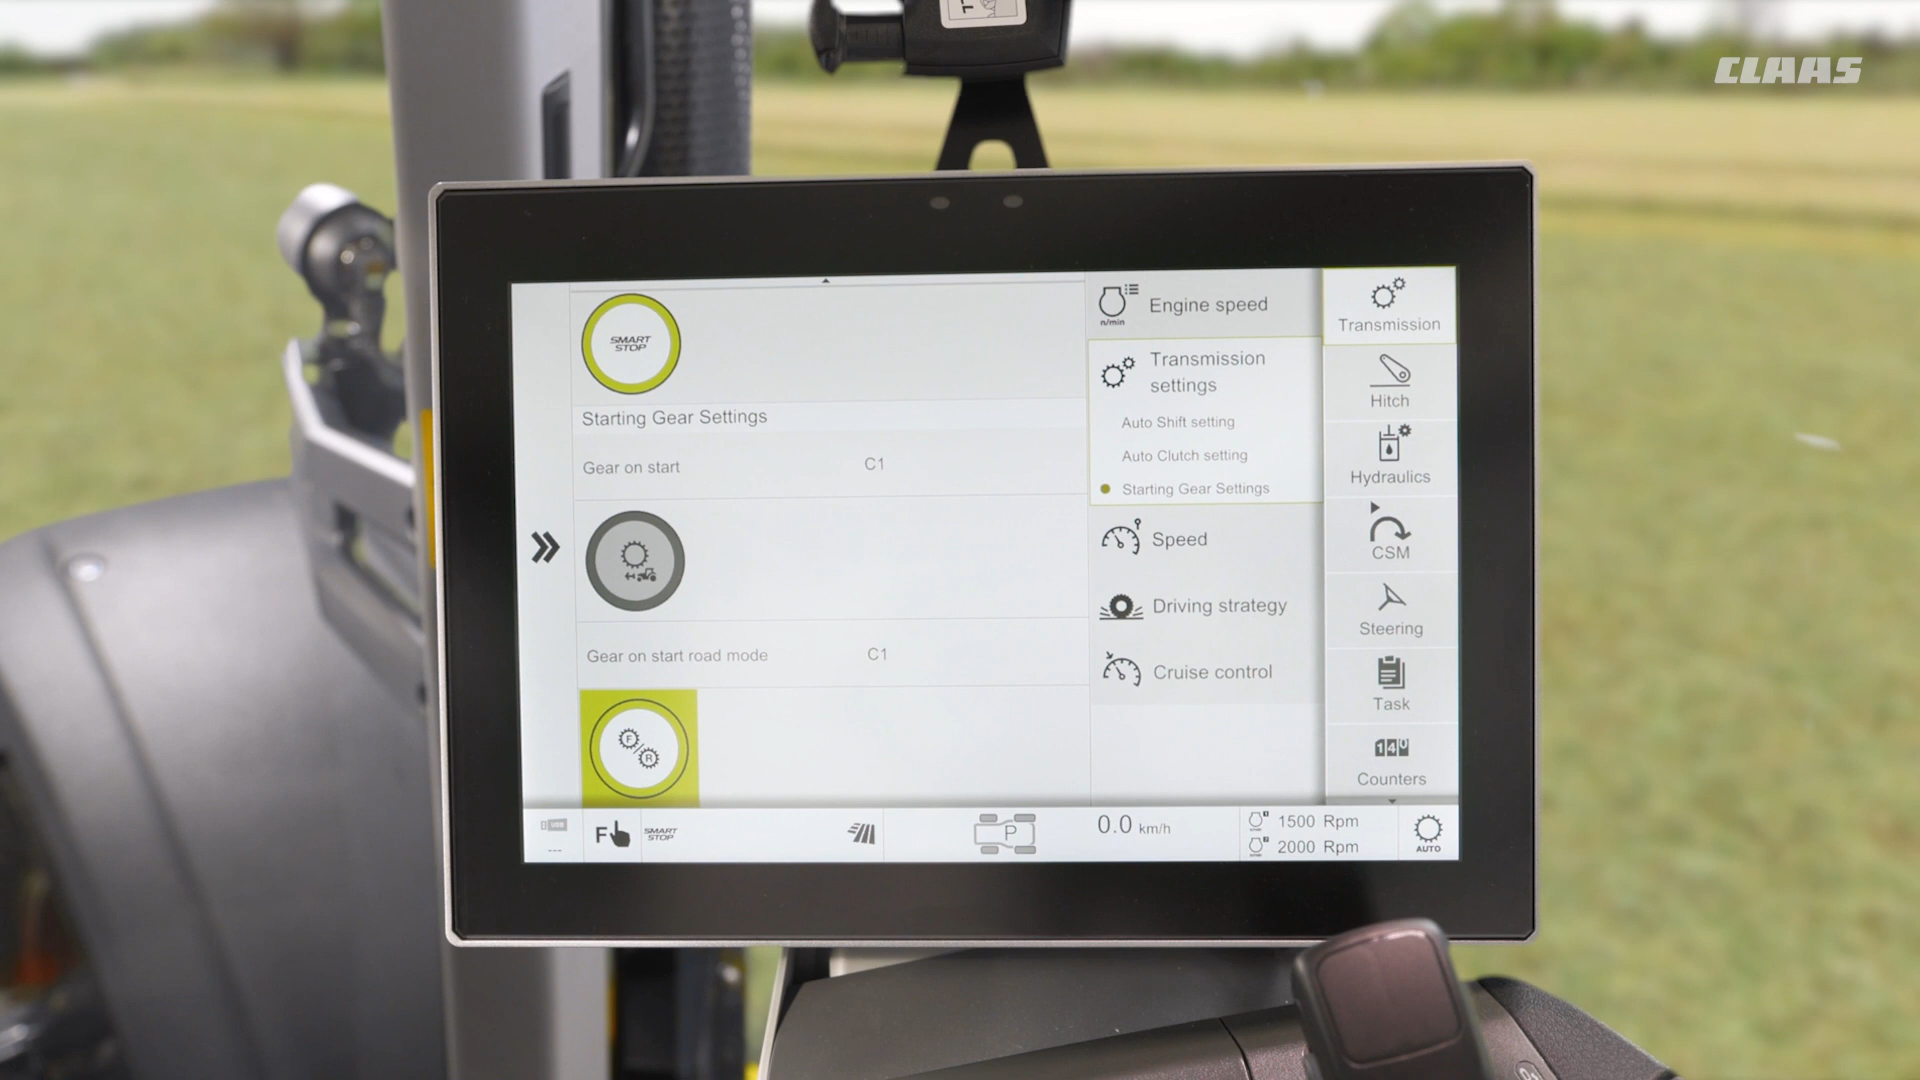 CLAAS
SMART
STOP
Starting Gear Settings
Gear on start C1
Gear on start road mode C1
F
R
n/min
Engine speed
Transmission
settings
Auto Shift setting
Auto Clutch setting
Starting Gear Settings
Speed
Driving strategy
Cruise control
Transmission
Hitch
Hydraulics
CSM
Steering
Task
140
Counters
---
F
SMART
STOP
P
0.0 km/h
1500 Rpm
2000 Rpm
AUTO